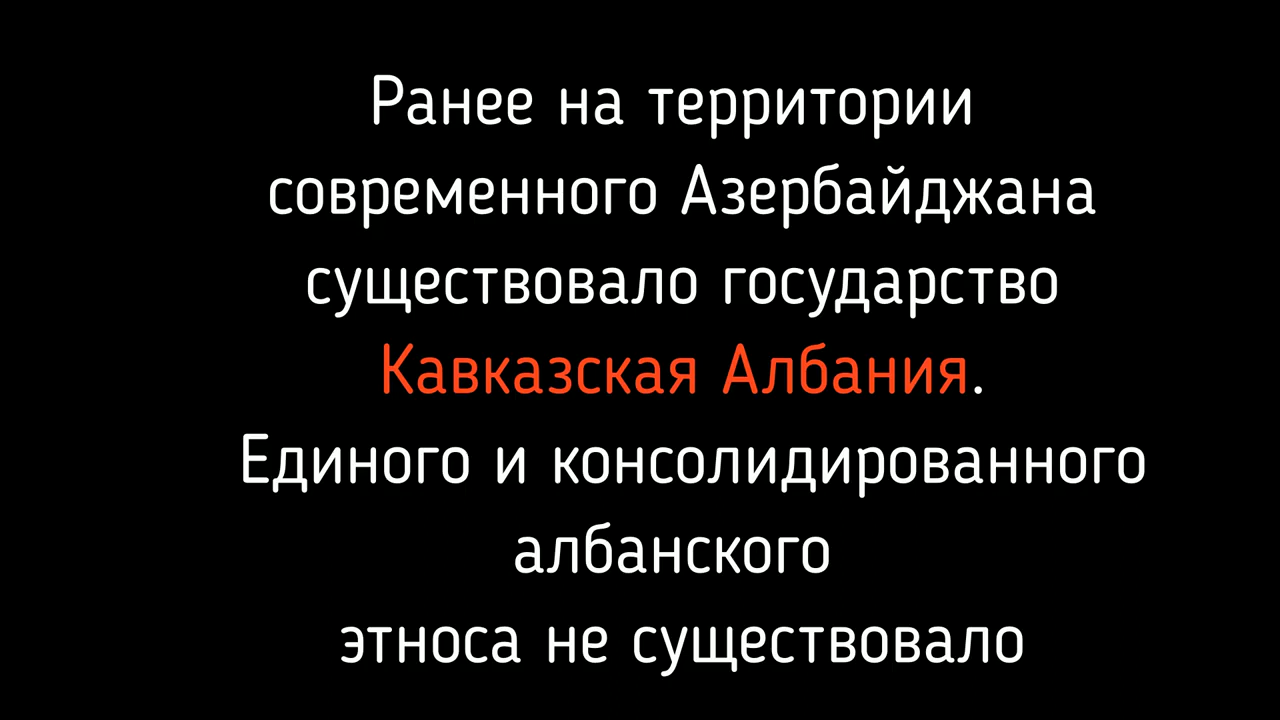 Ранее на территории
современного Азербайджана
существовало государство
Кавказская Албания.
Единого и консолидированного
албанского
этноса не существовало